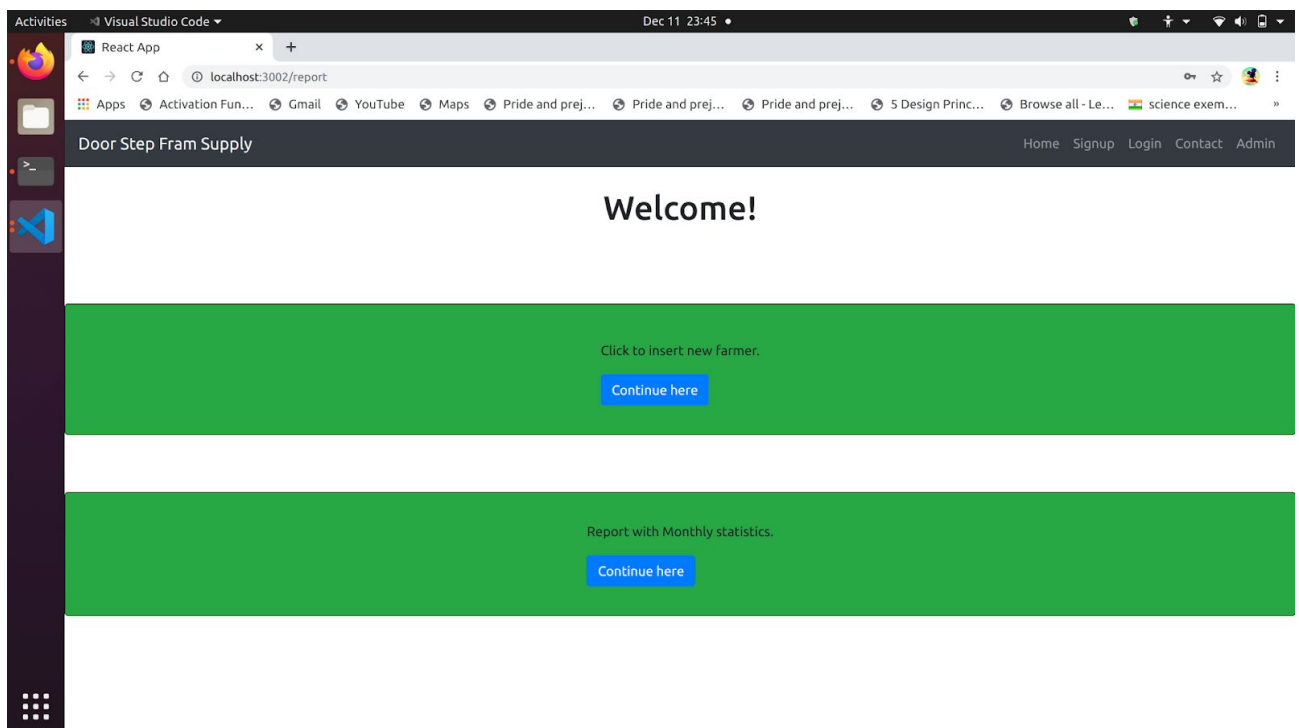 Activities Visual Studio Code Dec 11 23:45
React App
localhost:3002/report
Apps Activation Fun... Gmail YouTube Maps Pride and prej... Pride and prej... Pride and prej... 5 Design Princ... Browse all - Le... science exem... »
Door Step Fram Supply Home Signup Login Contact Admin
Welcome!
Click to insert new farmer.
Continue here
Report with Monthly statistics.
Continue here